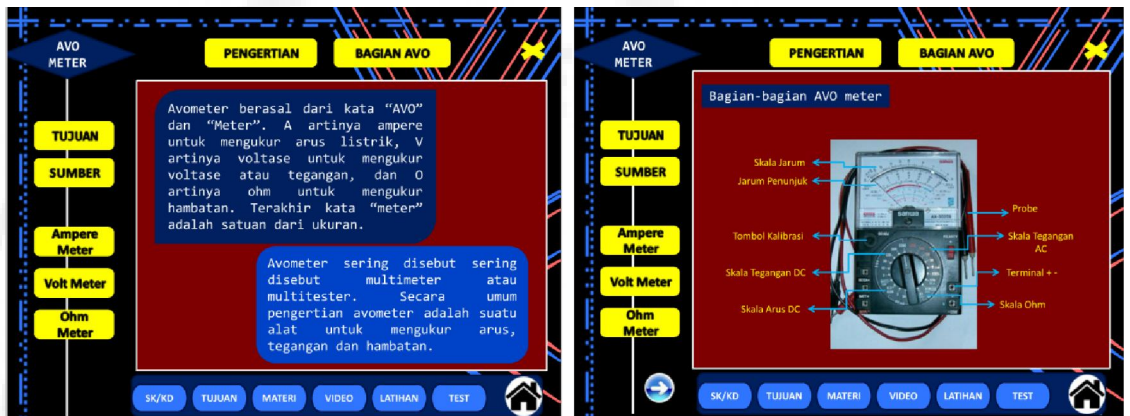 AVO
METER
PENGERTIAN
BAGIAN AVO
TUJUAN
SUMBER
Ampere
Meter
Volt Meter
Ohm
Meter
Avometer berasal dari kata “AVO”
dan “Meter”. A artinya ampere
untuk mengukur arus listrik, V
artinya voltase untuk mengukur
voltase atau tegangan, dan O
artinya ohm untuk mengukur
hambatan. Terakhir kata “meter”
adalah satuan dari ukuran.
Avometer sering disebut sering
disebut multimeter atau
multitester. Secara umum
pengertian avometer adalah suatu
alat untuk mengukur arus,
tegangan dan hambatan.
SK/KD
TUJUAN
MATERI
VIDEO
LATIHAN
TEST
AVO
METER
PENGERTIAN
BAGIAN AVO
TUJUAN
SUMBER
Ampere
Meter
Volt Meter
Ohm
Meter
Bagian-bagian AVO meter
Skala Jarum
Jarum Penunjuk
Tombol Kalibrasi
Skala Tegangan DC
Skala Arus DC
Probe
Skala Tegangan
AC
Terminal + -
Skala Ohm
SK/KD
TUJUAN
MATERI
VIDEO
LATIHAN
TEST